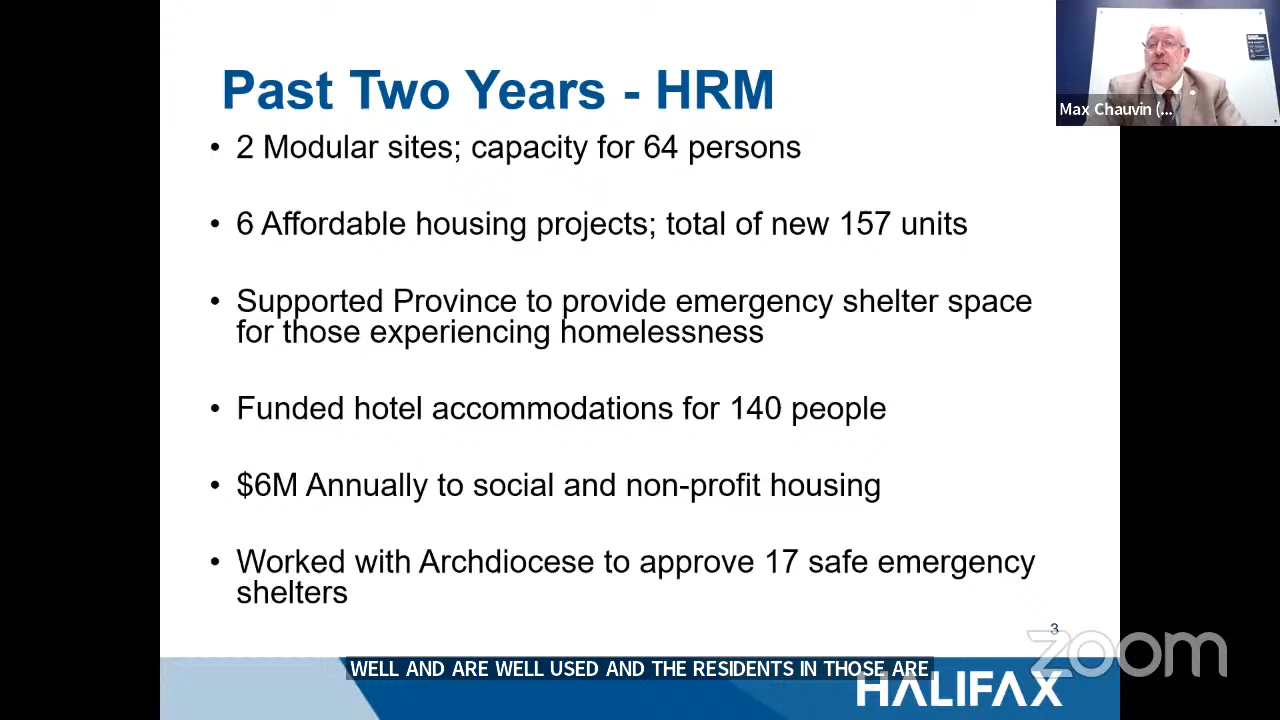 Past Two Years - HRM
Max Chauvin (...
• 2 Modular sites; capacity for 64 persons
• 6 Affordable housing projects; total of new 157 units
• Supported Province to provide emergency shelter space
for those experiencing homelessness
• Funded hotel accommodations for 140 people
• $6M Annually to social and non-profit housing
• Worked with Archdiocese to approve 17 safe emergency
shelters
3
zoom
WELL AND ARE WELL USED AND THE RESIDENTS IN THOSE ARE
HALIFAX